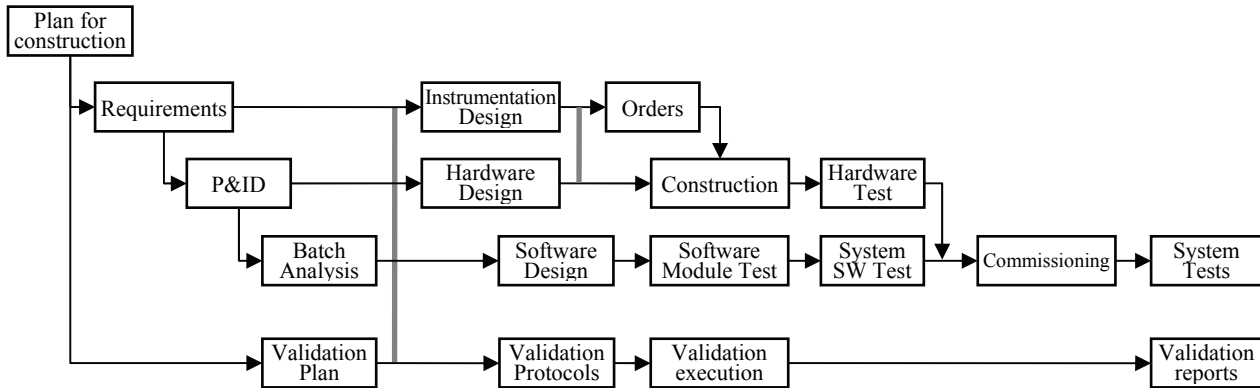 Plan for
construction
Requirements
Instrumentation
Design
Orders
P&ID
Hardware
Design
Construction
Hardware
Test
Batch
Analysis
Software
Design
Software
Module Test
System
SW Test
Commissioning
System
Tests
Validation
Plan
Validation
Protocols
Validation
execution
Validation
reports